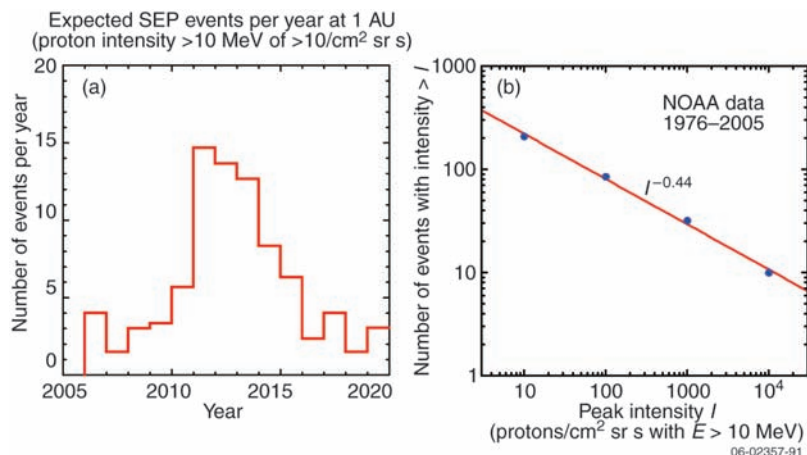 Expected SEP events per year at 1 AU
(proton intensity >10 MeV of >10/cm² sr s)
20
15
10
5
0
Number of events per year
(a)
2005
2010
2015
2020
Year
1000
100
10
1
Number of events with intensity > I
(b)
NOAA data
1976–2005
I⁻⁰·⁴⁴
10
100
1000
10⁴
Peak intensity I
(protons/cm² sr s with E > 10 MeV)
06-02357-91